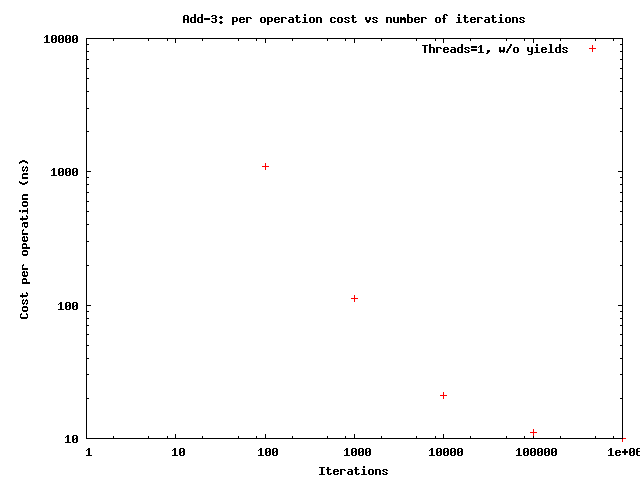 Add-3: per operation cost vs number of iterations
Threads=1, w/o yields
10000
1000
100
10
Cost per operation (ns)
1 10 100 1000 10000 100000 1e+06
Iterations